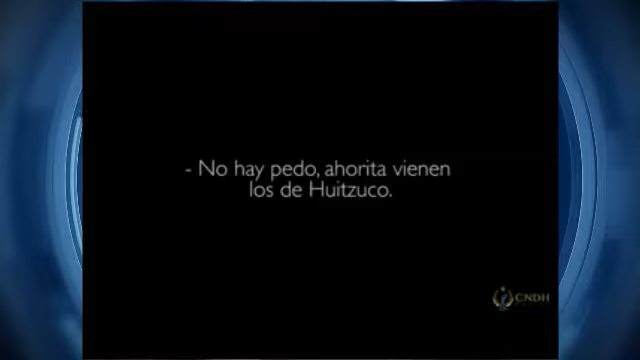 - No hay pedo, ahorita vienen
los de Huitzuco.
CNDH